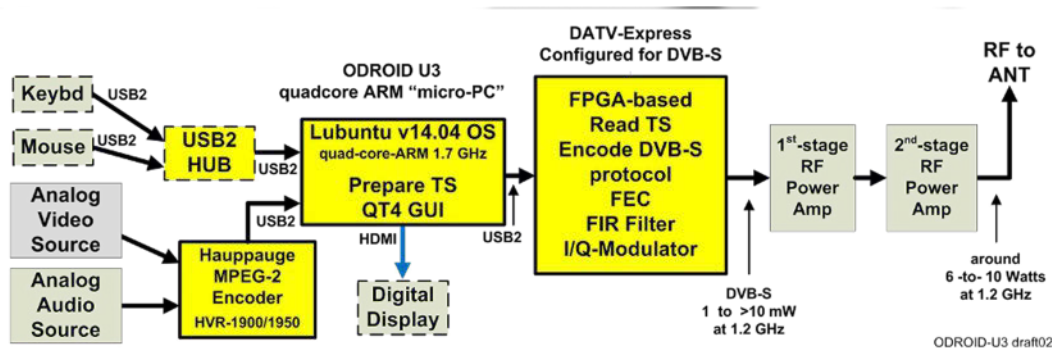 DATV-Express
Configured for DVB-S
RF to
ANT
ODROID U3
quadcore ARM “micro-PC”
Keybd
USB2
Mouse
USB2
USB2
HUB
USB2
Lubuntu v14.04 OS
quad-core-ARM 1.7 GHz
Prepare TS
QT4 GUI
FPGA-based
Read TS
Encode DVB-S
protocol
FEC
FIR Filter
I/Q-Modulator
1st-stage
RF
Power
Amp
2nd-stage
RF
Power
Amp
Analog
Video
Source
USB2
HDMI
USB2
Hauppauge
MPEG-2
Encoder
HVR-1900/1950
Analog
Audio
Source
Digital
Display
DVB-S
1 to >10 mW
at 1.2 GHz
around
6 -to- 10 Watts
at 1.2 GHz
ODROID-U3 draft02